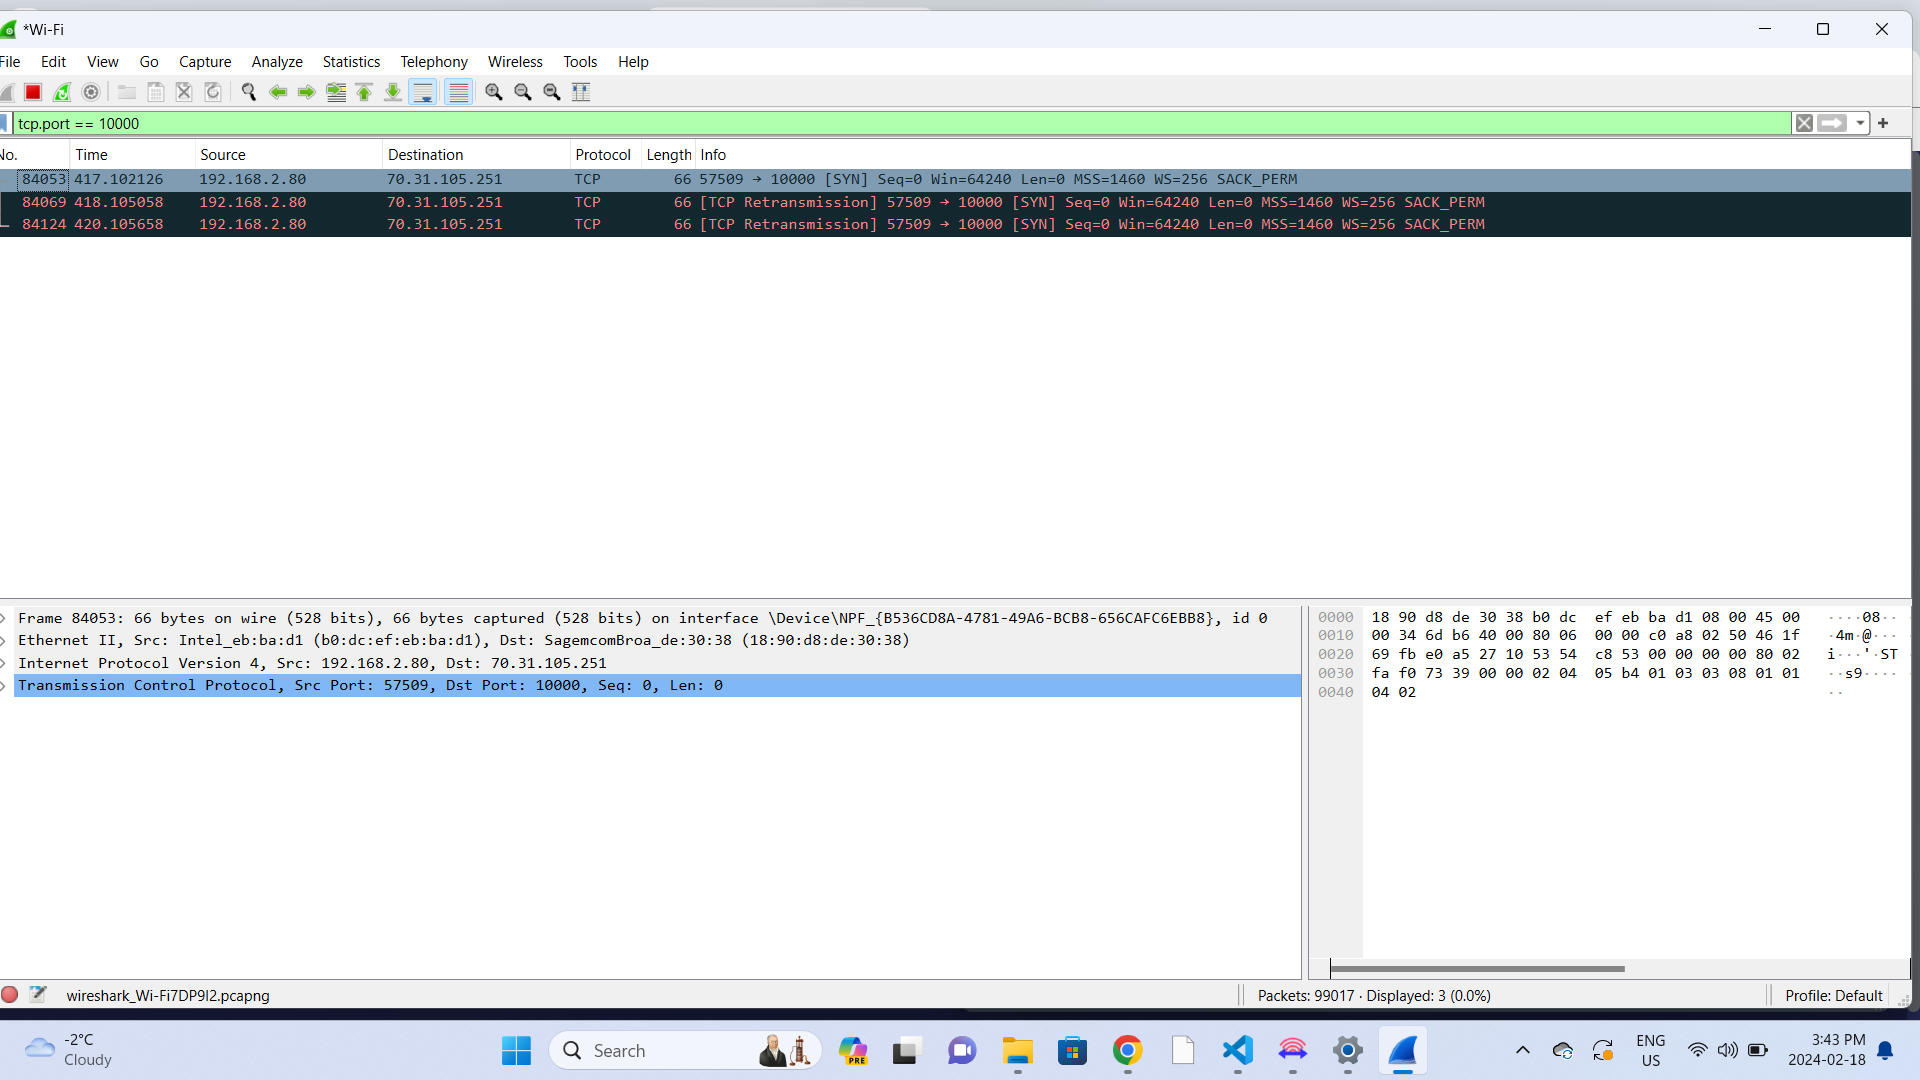 *Wi-Fi
File Edit View Go Capture Analyze Statistics Telephony Wireless Tools Help
tcp.port == 10000
No. Time Source Destination Protocol Length Info
84053 417.102126 192.168.2.80 70.31.105.251 TCP 66 57509 → 10000 [SYN] Seq=0 Win=64240 Len=0 MSS=1460 WS=256 SACK_PERM
84069 418.105058 192.168.2.80 70.31.105.251 TCP 66 [TCP Retransmission] 57509 → 10000 [SYN] Seq=0 Win=64240 Len=0 MSS=1460 WS=256 SACK_PERM
84124 420.105658 192.168.2.80 70.31.105.251 TCP 66 [TCP Retransmission] 57509 → 10000 [SYN] Seq=0 Win=64240 Len=0 MSS=1460 WS=256 SACK_PERM
Frame 84053: 66 bytes on wire (528 bits), 66 bytes captured (528 bits) on interface \Device\NPF_{B536CD8A-4781-49A6-BCB8-656CAFC6EBB8}, id 0
Ethernet II, Src: Intel_eb:ba:d1 (b0:dc:ef:eb:ba:d1), Dst: SagemcomBroa_de:30:38 (18:90:d8:de:30:38)
Internet Protocol Version 4, Src: 192.168.2.80, Dst: 70.31.105.251
Transmission Control Protocol, Src Port: 57509, Dst Port: 10000, Seq: 0, Len: 0
0000 18 90 d8 de 30 38 b0 dc ef eb ba d1 08 00 45 00 ····08··
0010 00 34 6d b6 40 00 80 06 00 00 c0 a8 02 50 46 1f ·4m·@···
0020 69 fb e0 a5 27 10 53 54 c8 53 00 00 00 00 80 02 i···'·ST
0030 fa f0 73 39 00 00 02 04 05 b4 01 03 03 08 01 01 ··s9····
0040 04 02 ··
wireshark_Wi-Fi7DP9I2.pcapng
Packets: 99017 · Displayed: 3 (0.0%)
Profile: Default
-2°C
Cloudy
Search
PRE
ENG
US
3:43 PM
2024-02-18